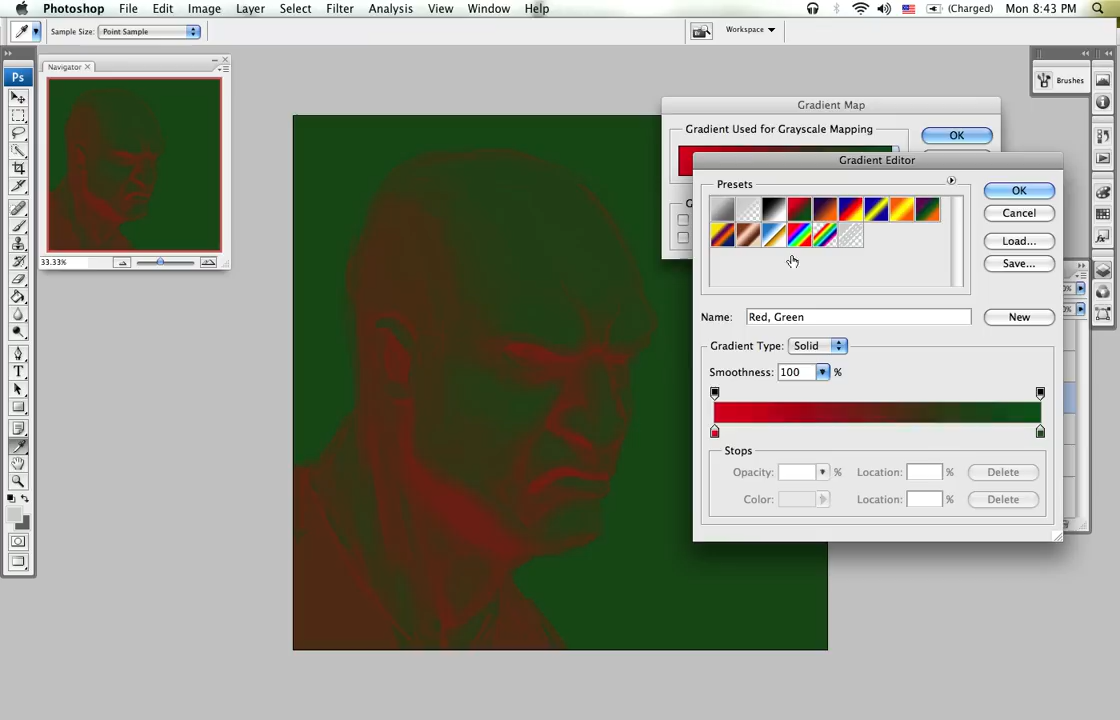 Photoshop File Edit Image Layer Select Filter Analysis View Window Help (Charged) Mon 8:43 PM
Sample Size: Point Sample Workspace
Ps
Navigator
33.33%
Brushes
Gradient Map
Gradient Used for Grayscale Mapping
OK
Gradient Editor
Presets
OK
Cancel
Load...
Save...
Name: Red, Green
New
Gradient Type: Solid
Smoothness: 100 %
Stops
Opacity: % Location: % Delete
Color: Location: % Delete